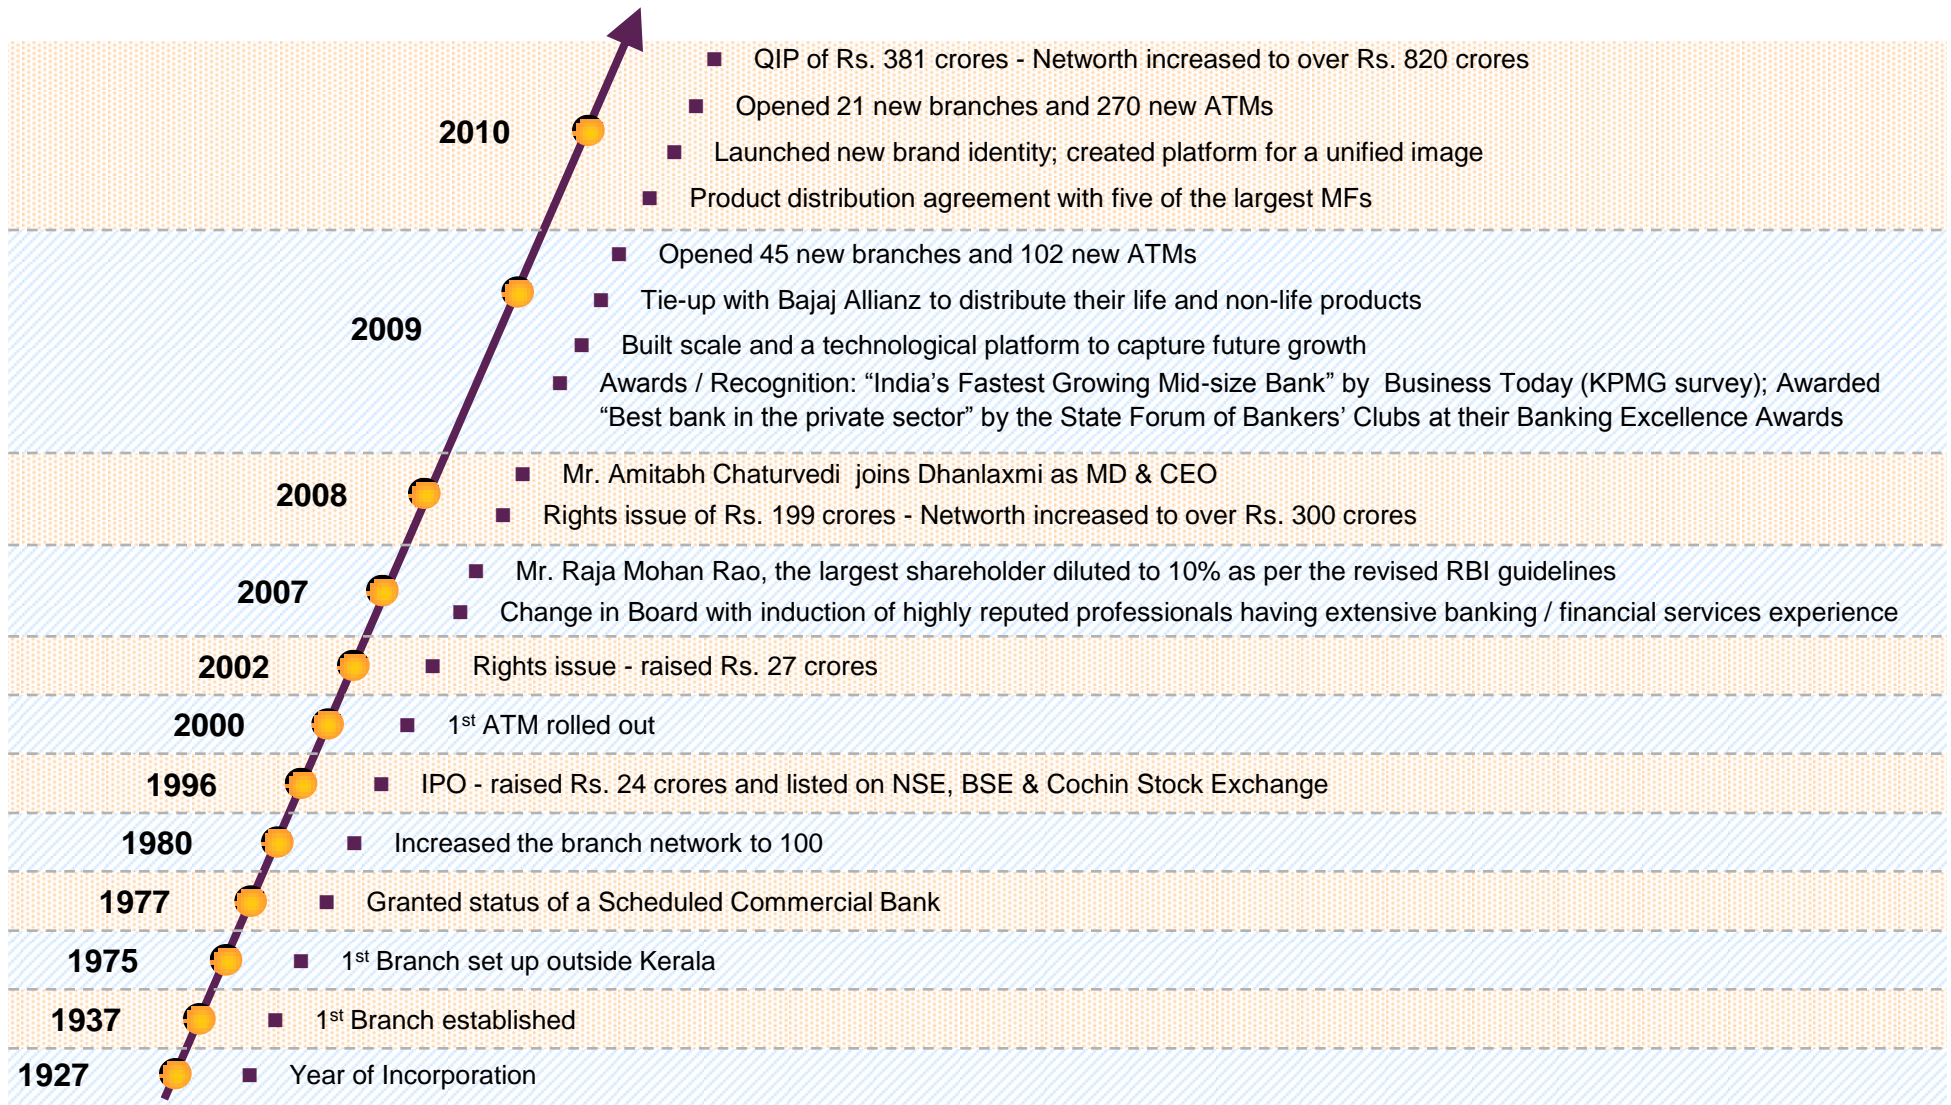 2010
■ QIP of Rs. 381 crores - Networth increased to over Rs. 820 crores
■ Opened 21 new branches and 270 new ATMs
■ Launched new brand identity; created platform for a unified image
■ Product distribution agreement with five of the largest MFs
2009
■ Opened 45 new branches and 102 new ATMs
■ Tie-up with Bajaj Allianz to distribute their life and non-life products
■ Built scale and a technological platform to capture future growth
■ Awards / Recognition: “India’s Fastest Growing Mid-size Bank” by Business Today (KPMG survey); Awarded
“Best bank in the private sector” by the State Forum of Bankers’ Clubs at their Banking Excellence Awards
2008
■ Mr. Amitabh Chaturvedi joins Dhanlaxmi as MD & CEO
■ Rights issue of Rs. 199 crores - Networth increased to over Rs. 300 crores
2007
■ Mr. Raja Mohan Rao, the largest shareholder diluted to 10% as per the revised RBI guidelines
■ Change in Board with induction of highly reputed professionals having extensive banking / financial services experience
2002
■ Rights issue - raised Rs. 27 crores
2000
■ 1st ATM rolled out
1996
■ IPO - raised Rs. 24 crores and listed on NSE, BSE & Cochin Stock Exchange
1980
■ Increased the branch network to 100
1977
■ Granted status of a Scheduled Commercial Bank
1975
■ 1st Branch set up outside Kerala
1937
■ 1st Branch established
1927
■ Year of Incorporation